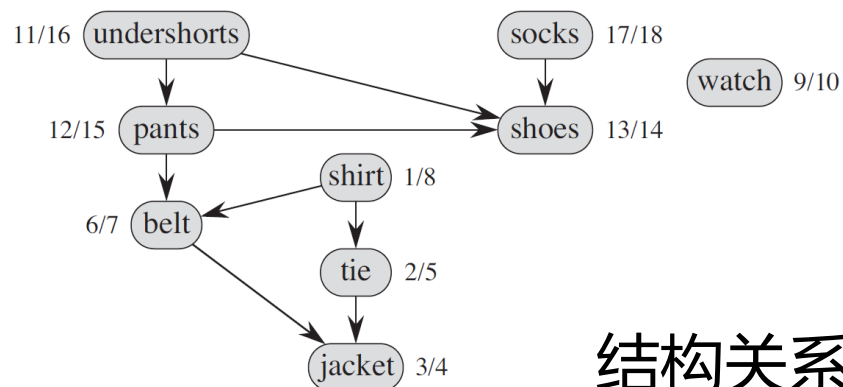 11/16 undershorts socks 17/18
watch 9/10
12/15 pants shoes 13/14
shirt 1/8
6/7 belt
tie 2/5
结构关系
jacket 3/4